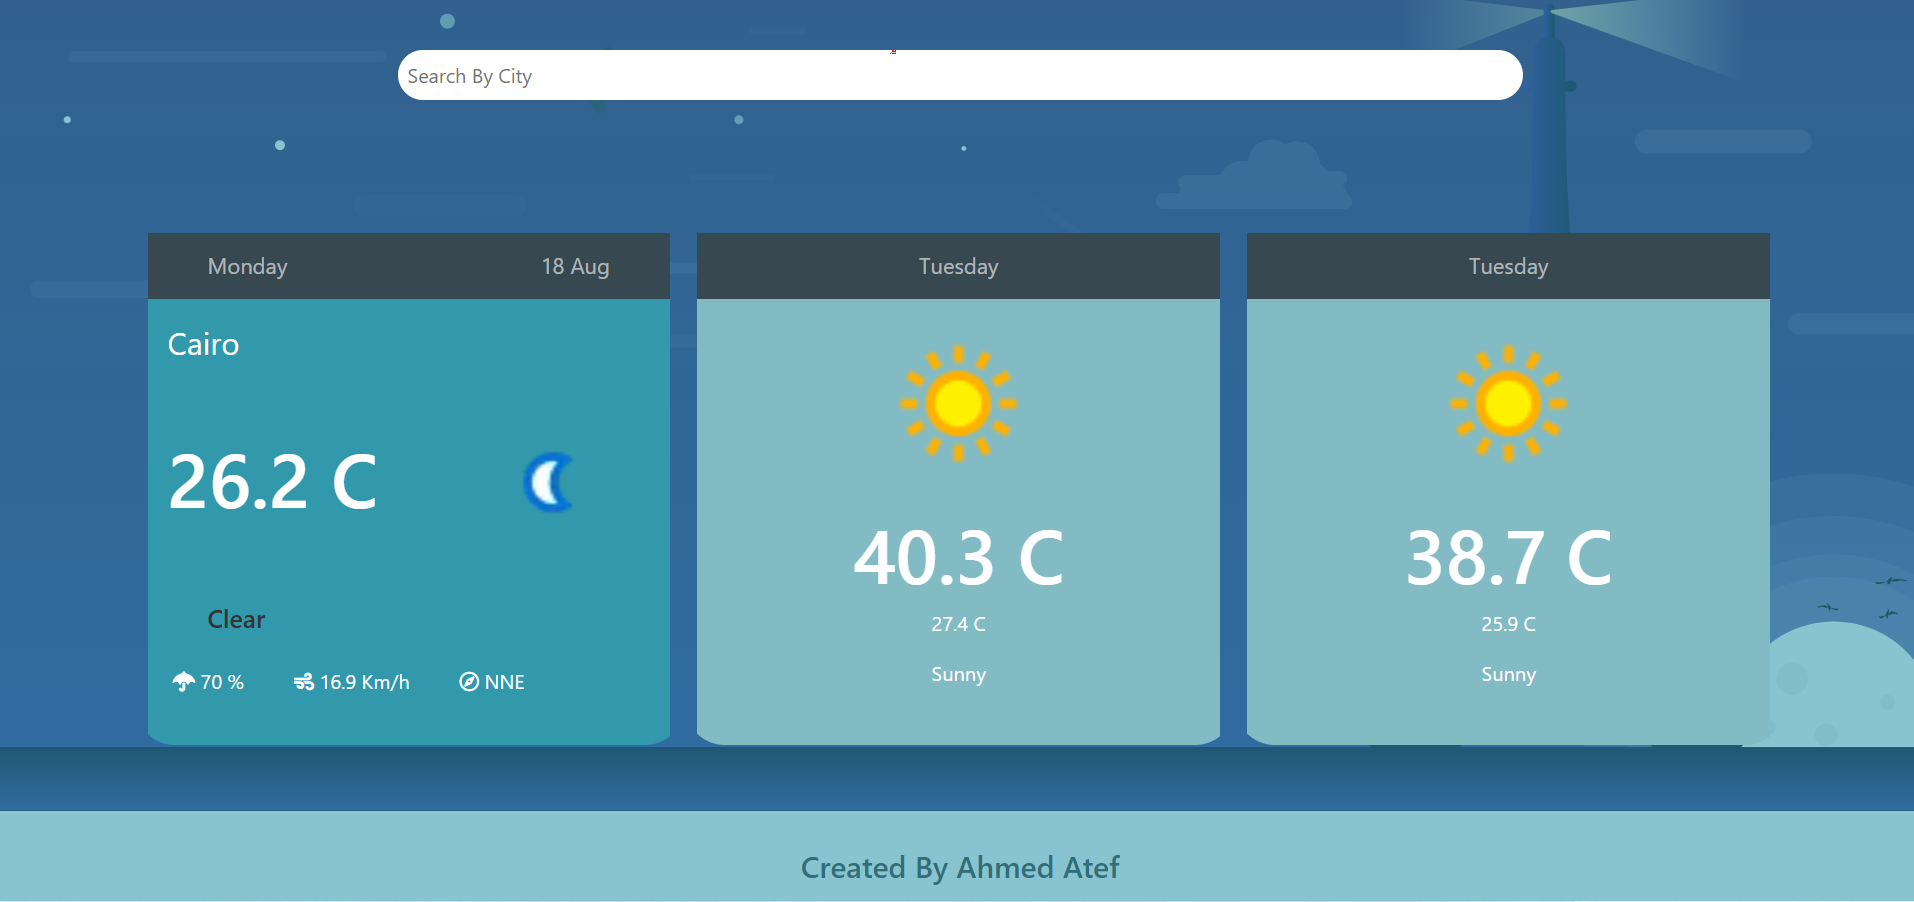 Search By City
Monday 18 Aug
Cairo
26.2 C
Clear
70 % 16.9 Km/h NNE
Tuesday
40.3 C
27.4 C
Sunny
Tuesday
38.7 C
25.9 C
Sunny
Created By Ahmed Atef